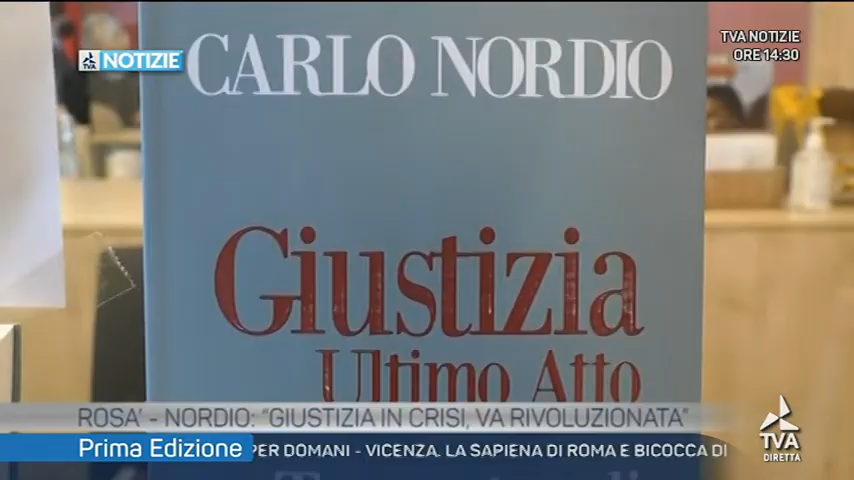 TVA NOTIZIE
TVA NOTIZIE
ORE 14:30
CARLO NORDIO
Giustizia
Ultimo Atto
ROSA' - NORDIO: "GIUSTIZIA IN CRISI, VA RIVOLUZIONATA"
Prima Edizione
PER DOMANI - VICENZA. LA SAPIENA DI ROMA E BICOCCA DI
TVA
DIRETTA